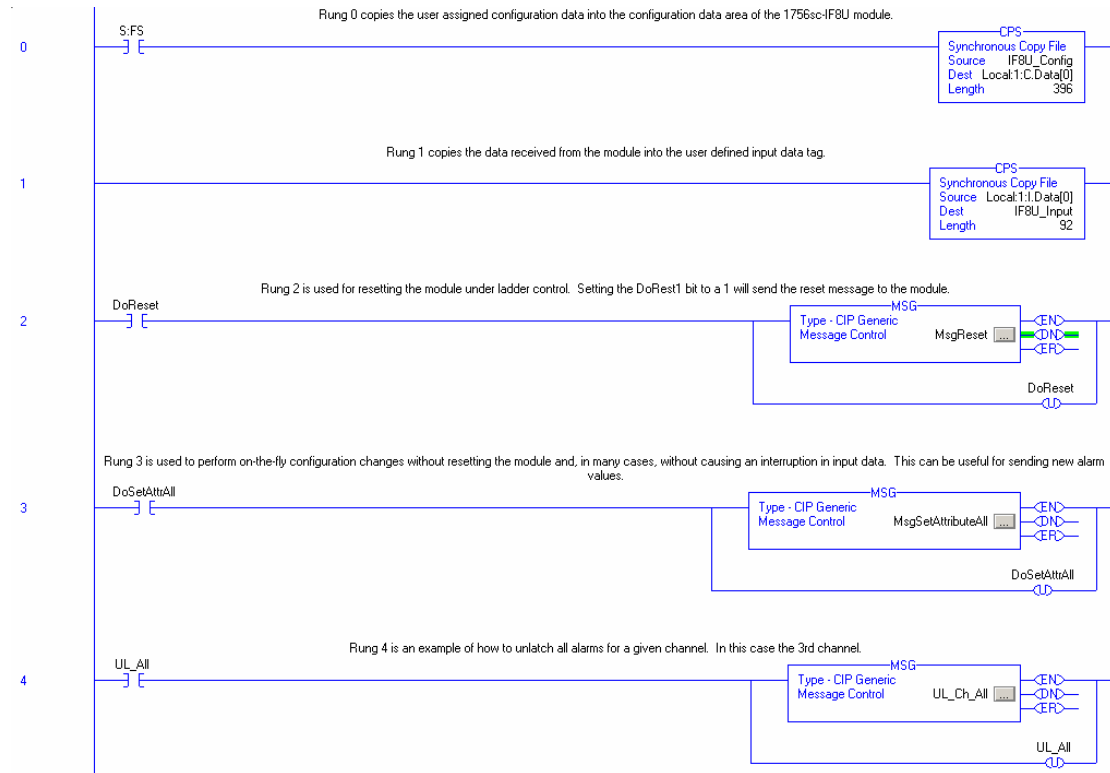 Rung 0 copies the user assigned configuration data into the configuration data area of the 1756sc-IF8U module.
0
S:FS
CPS
Synchronous Copy File
Source IF8U_Config
Dest Local:1:C.Data[0]
Length 396
Rung 1 copies the data received from the module into the user defined input data tag.
1
CPS
Synchronous Copy File
Source Local:1:I.Data[0]
Dest IF8U_Input
Length 92
Rung 2 is used for resetting the module under ladder control. Setting the DoRest1 bit to a 1 will send the reset message to the module.
2
DoReset
MSG
Type - CIP Generic
Message Control MsgReset ...
EN
DN
ER
DoReset
U
Rung 3 is used to perform on-the-fly configuration changes without resetting the module and, in many cases, without causing an interruption in input data. This can be useful for sending new alarm
values.
3
DoSetAttrAll
MSG
Type - CIP Generic
Message Control MsgSetAttributeAll ...
EN
DN
ER
DoSetAttrAll
U
Rung 4 is an example of how to unlatch all alarms for a given channel. In this case the 3rd channel.
4
UL_All
MSG
Type - CIP Generic
Message Control UL_Ch_All ...
EN
DN
ER
UL_All
U